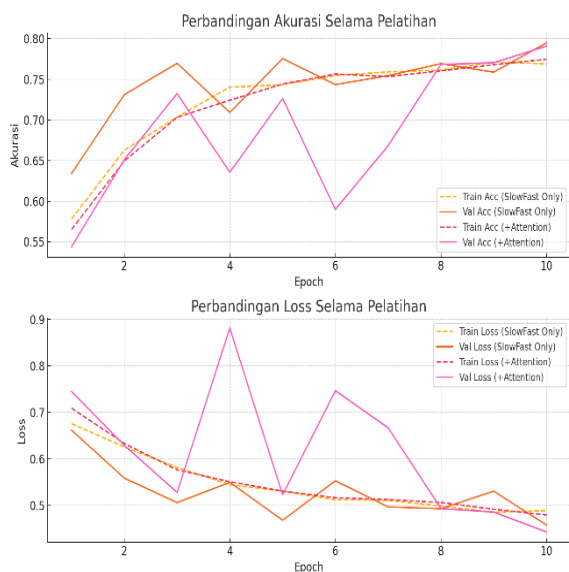 Perbandingan Akurasi Selama Pelatihan
0.80
0.75
0.70
0.65
0.60
0.55
Akurasi
Train Acc (SlowFast Only)
Val Acc (SlowFast Only)
Train Acc (+Attention)
Val Acc (+Attention)
2 4 6 8 10
Epoch
Perbandingan Loss Selama Pelatihan
0.9
0.8
0.7
0.6
0.5
Loss
Train Loss (SlowFast Only)
Val Loss (SlowFast Only)
Train Loss (+Attention)
Val Loss (+Attention)
2 4 6 8 10
Epoch